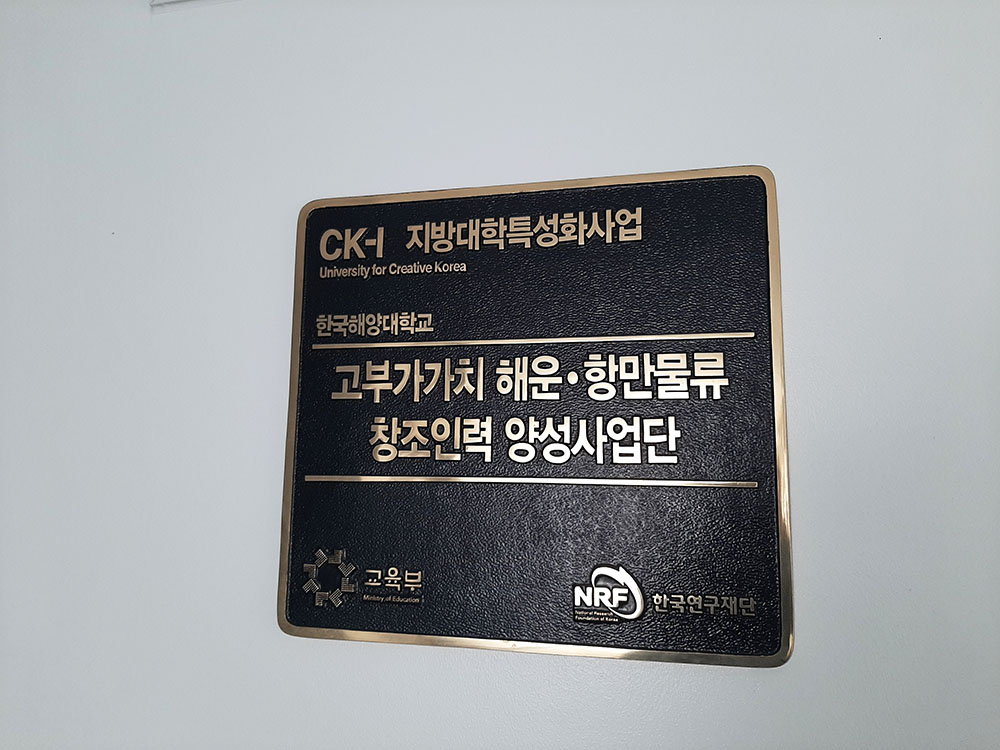 CK-I 지방대학특성화사업
University for Creative Korea
한국해양대학교
고부가가치 해운·항만물류
창조인력 양성사업단
교육부
Ministry of Education
NRF 한국연구재단
National Research
Foundation of Korea